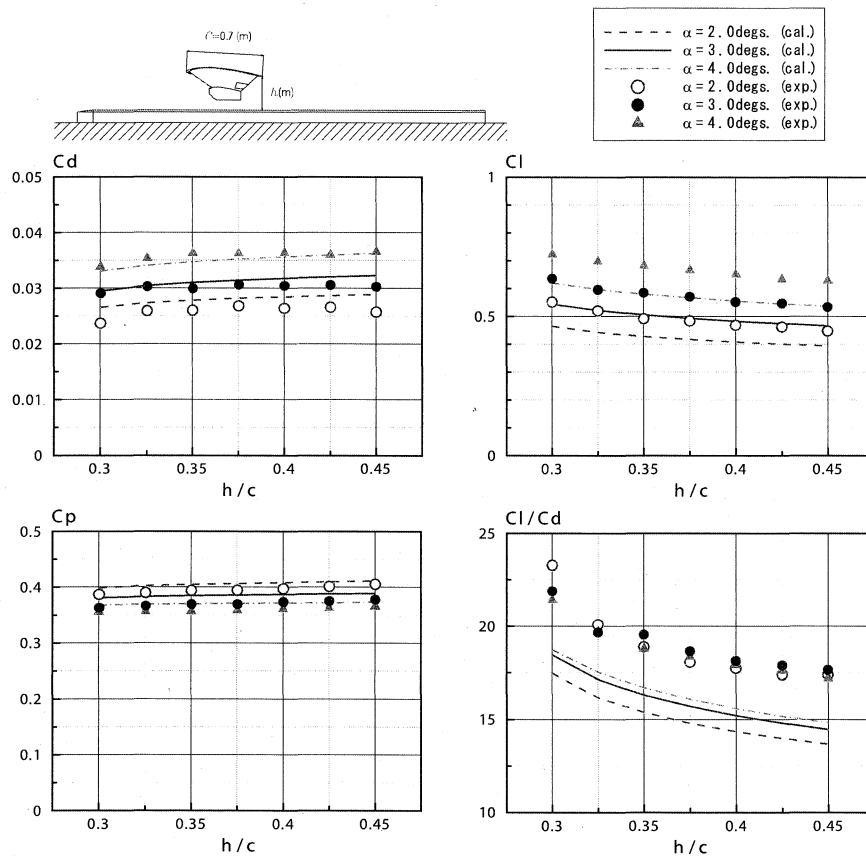 C=0.7 (m)
h(m)
α=2.0degs. (cal.)
α=3.0degs. (cal.)
α=4.0degs. (cal.)
α=2.0degs. (exp.)
α=3.0degs. (exp.)
α=4.0degs. (exp.)
Cd
0.05
0.04
0.03
0.02
0.01
0
0.3 0.35 0.4 0.45
h/c
Cl
1
0.5
0
0.3 0.35 0.4 0.45
h/c
Cp
0.5
0.4
0.3
0.2
0.1
0
0.3 0.35 0.4 0.45
h/c
Cl/Cd
25
20
15
10
0.3 0.35 0.4 0.45
h/c